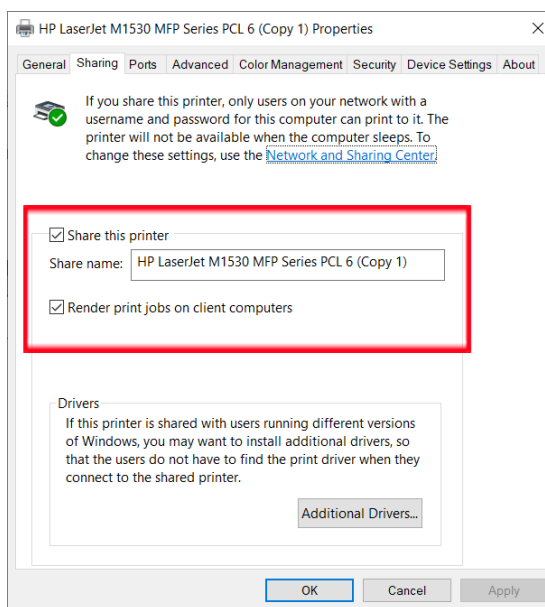 HP LaserJet M1530 MFP Series PCL 6 (Copy 1) Properties
General Sharing Ports Advanced Color Management Security Device Settings About
If you share this printer, only users on your network with a
username and password for this computer can print to it. The
printer will not be available when the computer sleeps. To
change these settings, use the Network and Sharing Center.
Share this printer
Share name: HP LaserJet M1530 MFP Series PCL 6 (Copy 1)
Render print jobs on client computers
Drivers
If this printer is shared with users running different versions
of Windows, you may want to install additional drivers, so
that the users do not have to find the print driver when they
connect to the shared printer.
Additional Drivers...
OK Cancel Apply